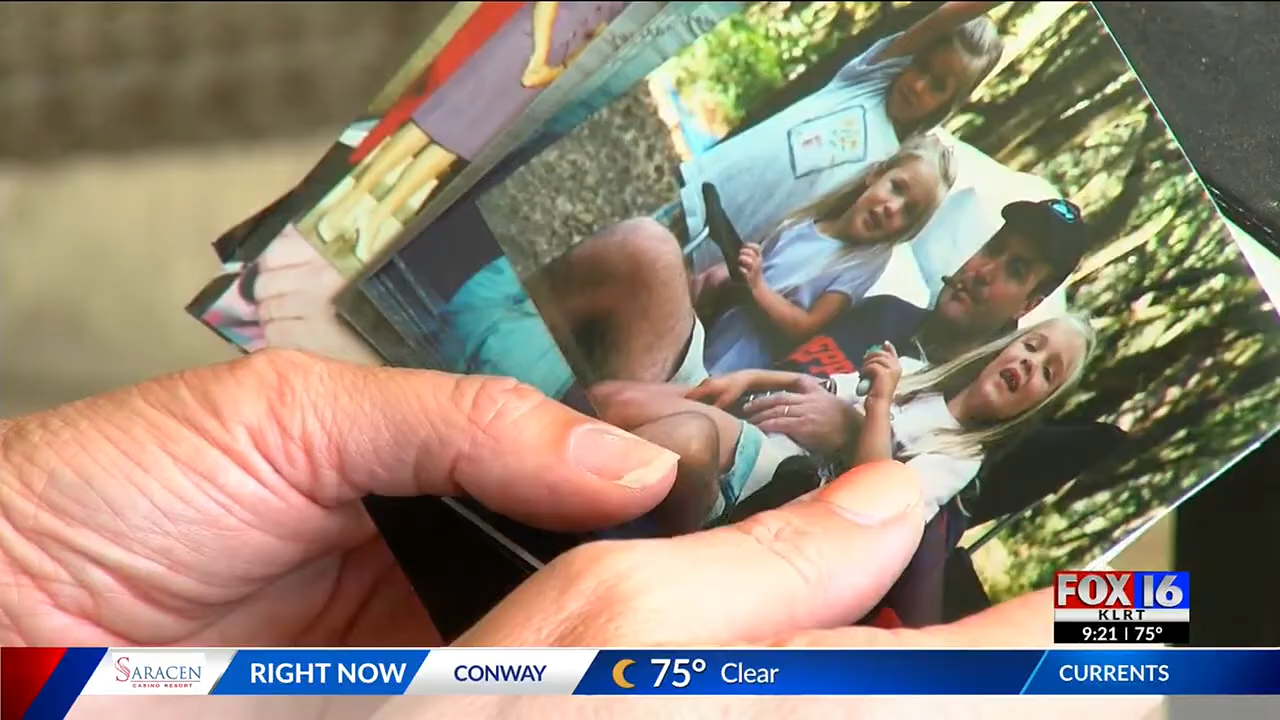 FOX 16
KLRT
9:21 | 75°
SARACEN
CASINO RESORT
RIGHT NOW
CONWAY
75° Clear
CURRENTS